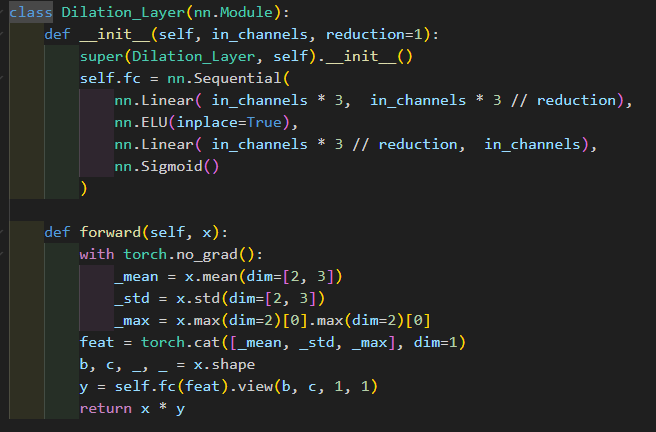 class Dilation_Layer(nn.Module):
    def __init__(self, in_channels, reduction=1):
        super(Dilation_Layer, self).__init__()
        self.fc = nn.Sequential(
            nn.Linear( in_channels * 3,  in_channels * 3 // reduction),
            nn.ELU(inplace=True),
            nn.Linear( in_channels * 3 // reduction,  in_channels),
            nn.Sigmoid()
        )

    def forward(self, x):
        with torch.no_grad():
            _mean = x.mean(dim=[2, 3])
            _std = x.std(dim=[2, 3])
            _max = x.max(dim=2)[0].max(dim=2)[0]
        feat = torch.cat([_mean, _std, _max], dim=1)
        b, c, _, _ = x.shape
        y = self.fc(feat).view(b, c, 1, 1)
        return x * y